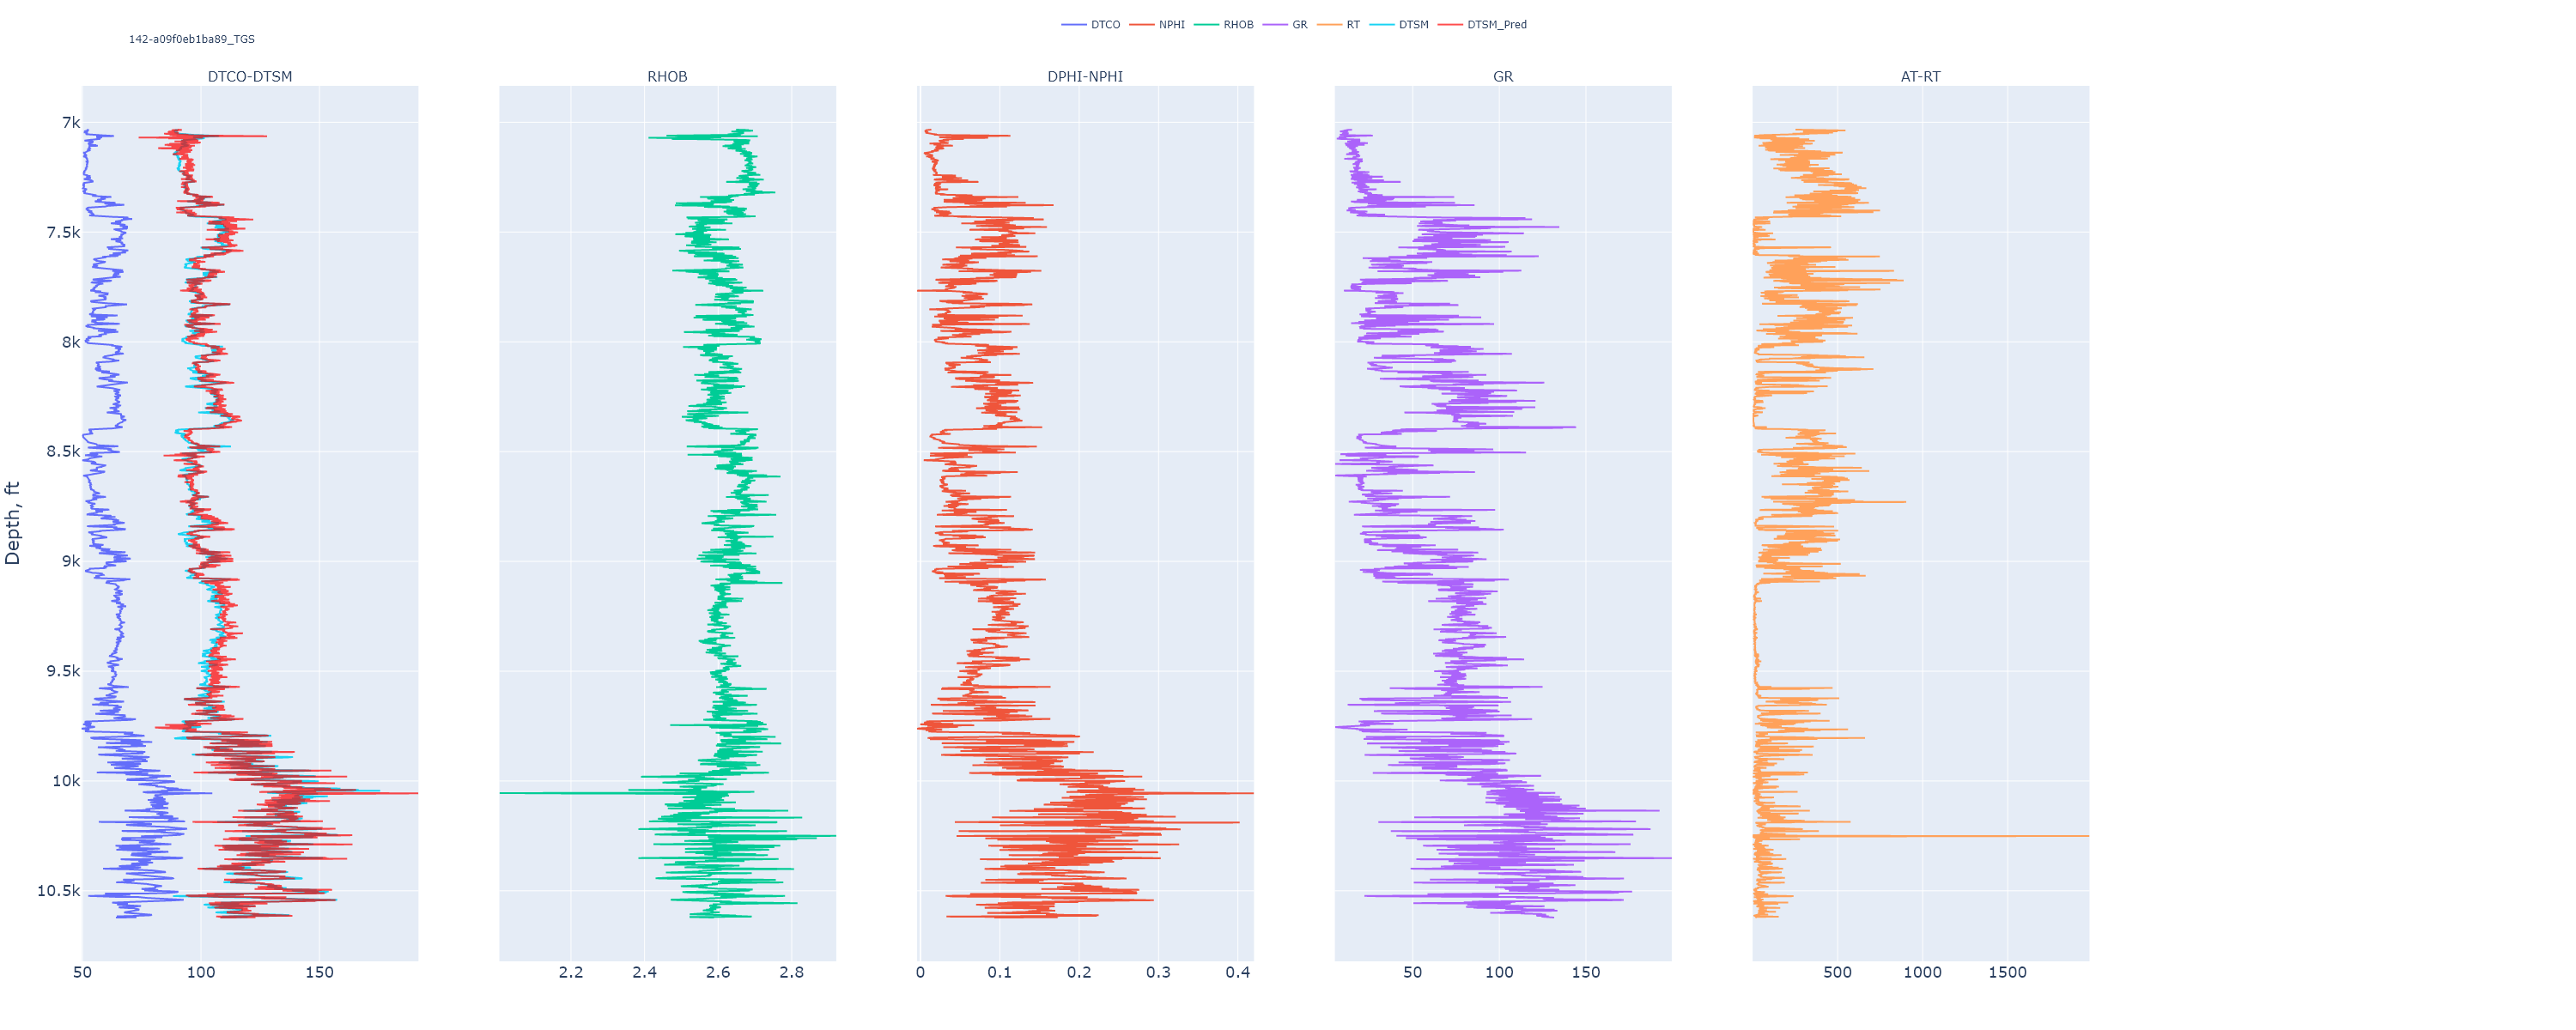 DTCO NPHI RHOB GR RT DTSM DTSM_Pred
142-a09f0eb1ba89_TGS
DTCO-DTSM RHOB DPHI-NPHI GR AT-RT
Depth, ft
7k
7.5k
8k
8.5k
9k
9.5k
10k
10.5k
50 100 150 2.2 2.4 2.6 2.8 0 0.1 0.2 0.3 0.4 50 100 150 500 1000 1500